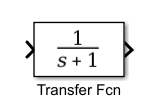 1
s + 1
Transfer Fcn